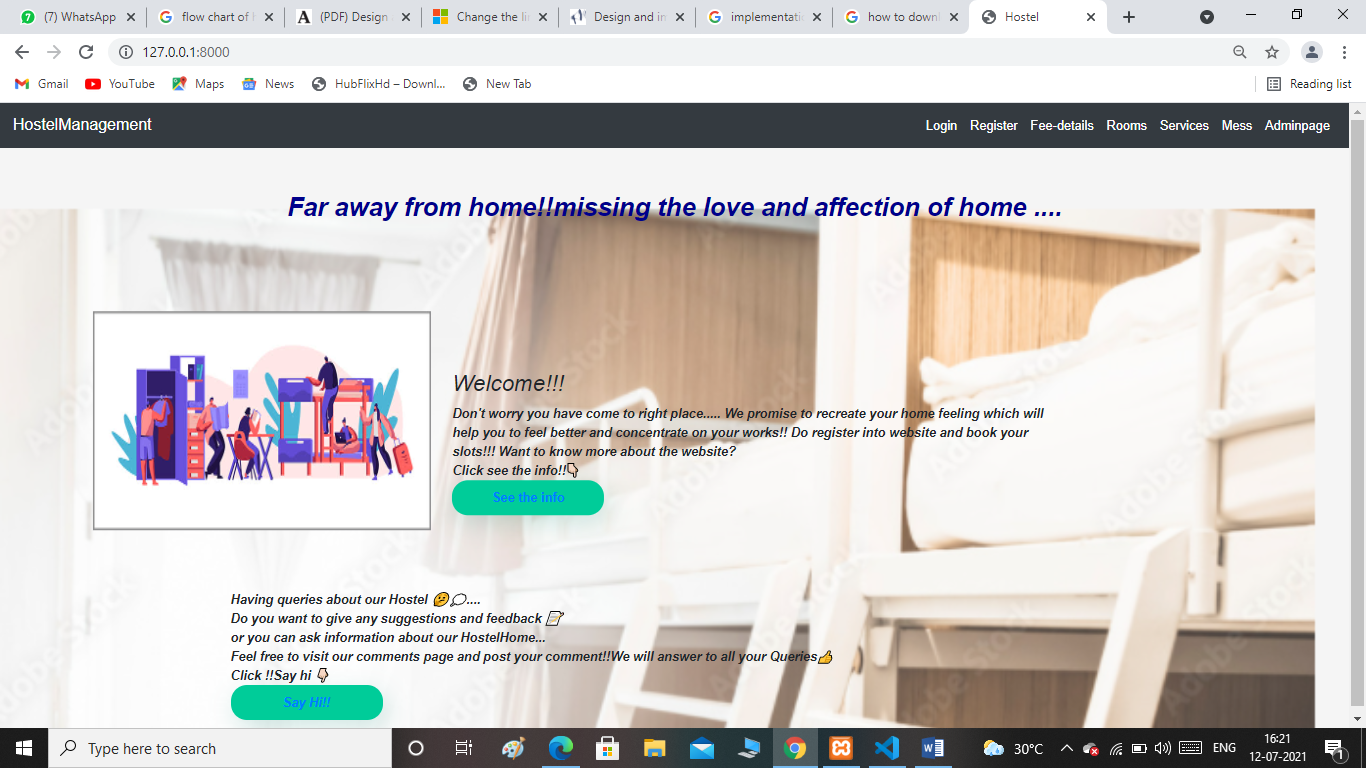 (7) WhatsApp
flow chart of h
(PDF) Design
Change the li
Design and in
implementati
how to down
Hostel
127.0.0.1:8000
Gmail YouTube Maps News HubFlixHd – Downl... New Tab Reading list
HostelManagement Login Register Fee-details Rooms Services Mess Adminpage
Far away from home!!missing the love and affection of home ....
Welcome!!!
Don't worry you have come to right place..... We promise to recreate your home feeling which will
help you to feel better and concentrate on your works!! Do register into website and book your
slots!!! Want to know more about the website?
Click see the info!!👇
See the info
Having queries about our Hostel 🤔💭....
Do you want to give any suggestions and feedback 📝
or you can ask information about our HostelHome...
Feel free to visit our comments page and post your comment!!We will answer to all your Queries👍
Click !!Say hi 👇
Say Hi!!
Adobe Stock
Type here to search
30°C
ENG
16:21
12-07-2021
1